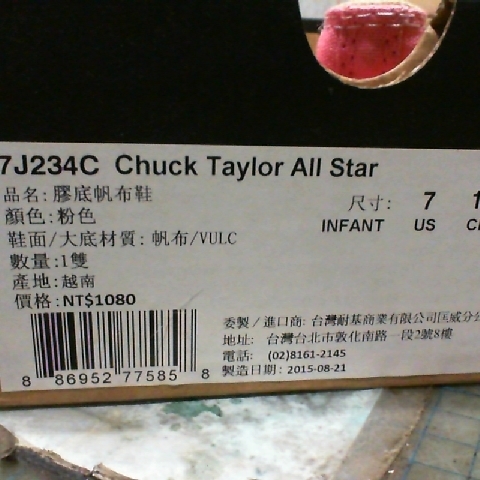 7J234C Chuck Taylor All Star
品名: 膠底帆布鞋
顏色: 粉色
尺寸: 7
INFANT US
鞋面/大底材質: 帆布/VULC
數量: 1雙
產地: 越南
價格: NT$1080
8 86952 77585 8
委製/進口商: 台灣耐基商業有限公司匡威分公
地址: 台灣台北市敦化南路一段2號8樓
電話: (02)8161-2145
製造日期: 2015-08-21